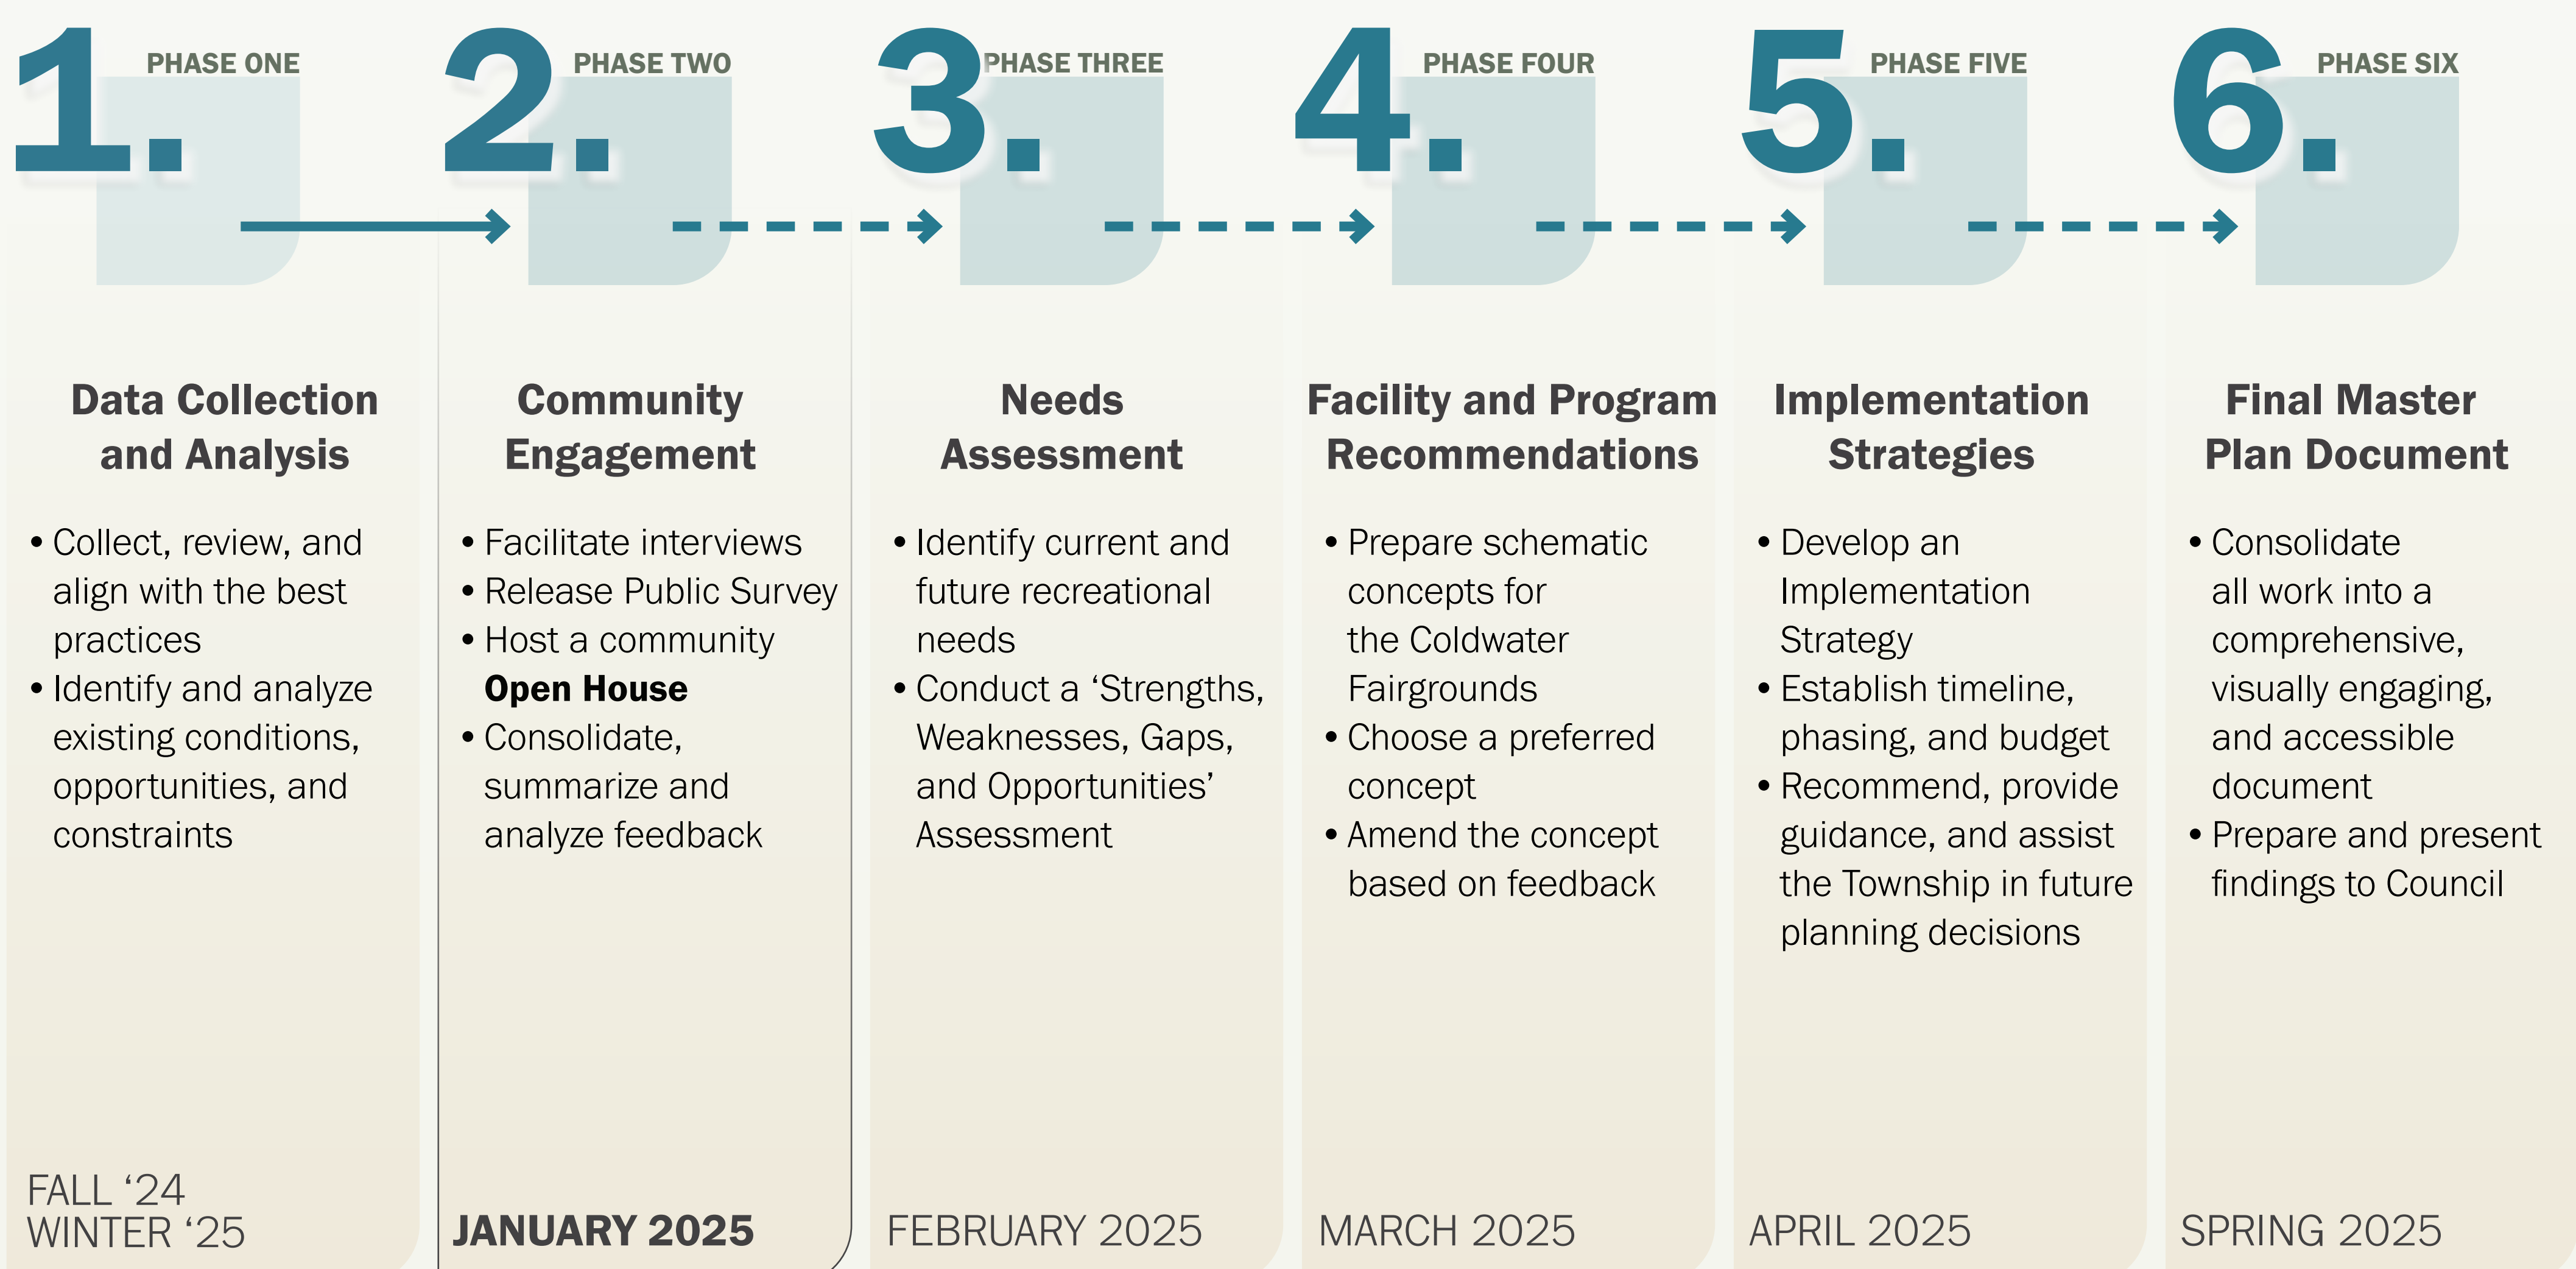 1.
PHASE ONE
Data Collection
and Analysis
• Collect, review, and
align with the best
practices
• Identify and analyze
existing conditions,
opportunities, and
constraints
FALL ‘24
WINTER ‘25
2.
PHASE TWO
Community
Engagement
• Facilitate interviews
• Release Public Survey
• Host a community
Open House
• Consolidate,
summarize and
analyze feedback
JANUARY 2025
3.
PHASE THREE
Needs
Assessment
• Identify current and
future recreational
needs
• Conduct a ‘Strengths,
Weaknesses, Gaps,
and Opportunities’
Assessment
FEBRUARY 2025
4.
PHASE FOUR
Facility and Program
Recommendations
• Prepare schematic
concepts for
the Coldwater
Fairgrounds
• Choose a preferred
concept
• Amend the concept
based on feedback
MARCH 2025
5.
PHASE FIVE
Implementation
Strategies
• Develop an
Implementation
Strategy
• Establish timeline,
phasing, and budget
• Recommend, provide
guidance, and assist
the Township in future
planning decisions
APRIL 2025
6.
PHASE SIX
Final Master
Plan Document
• Consolidate
all work into a
comprehensive,
visually engaging,
and accessible
document
• Prepare and present
findings to Council
SPRING 2025